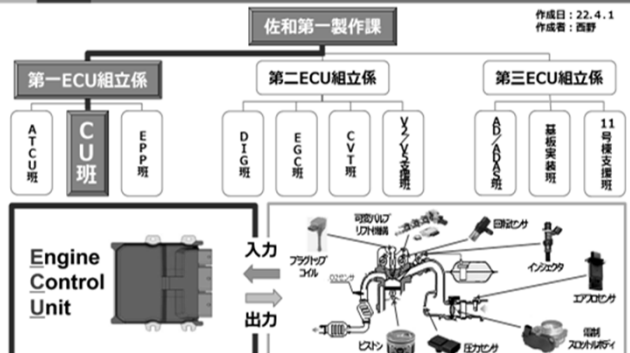 作成日：22.4.1
作成者：西野
佐和第一製作課
第一ECU組立係
第二ECU組立係
第三ECU組立係
ATCU班
CU班
EPP班
DIG班
EGC班
CVT班
V2/V5支援班
AD/ADAS班
基板実装班
11号棟支援班
Engine
Control
Unit
入力
出力
可変バルブ
リフト機構
回転センサ
プラグトップ
コイル
O2センサ
インジェクタ
エアフロセンサ
電制
スロットルボディ
ピストン
圧力センサ